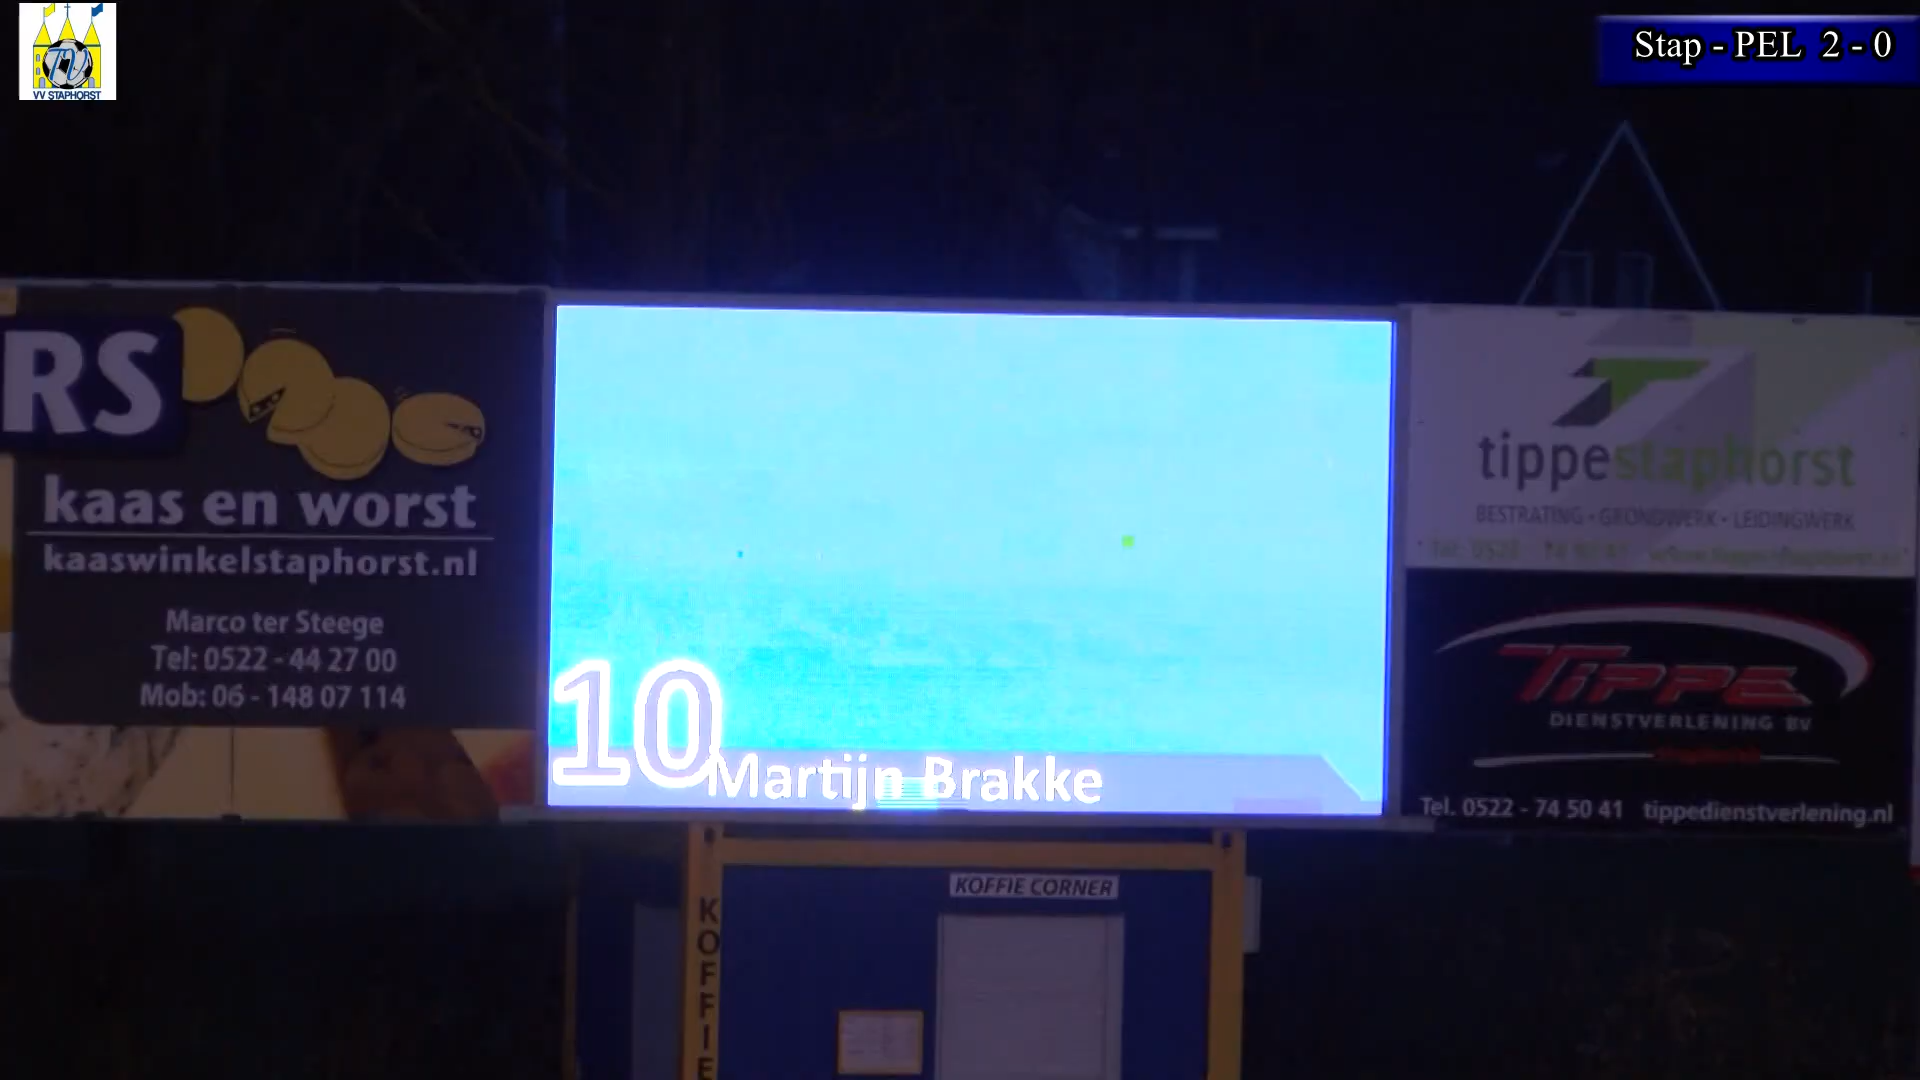 TV
VV STAPHORST
Stap - PEL 2 - 0
RS
kaas en worst
kaaswinkelstaphorst.nl
Marco ter Steege
Tel: 0522 - 44 27 00
Mob: 06 - 148 07 114
10
Martijn Brakke
tippestaphorst
BESTRATING • GRONDWERK • LEIDINGWERK
TIPPE
DIENSTVERLENING BV
Tel. 0522 - 74 50 41 tippedienstverlening.nl
KOFFIE CORNER
KOFFIE